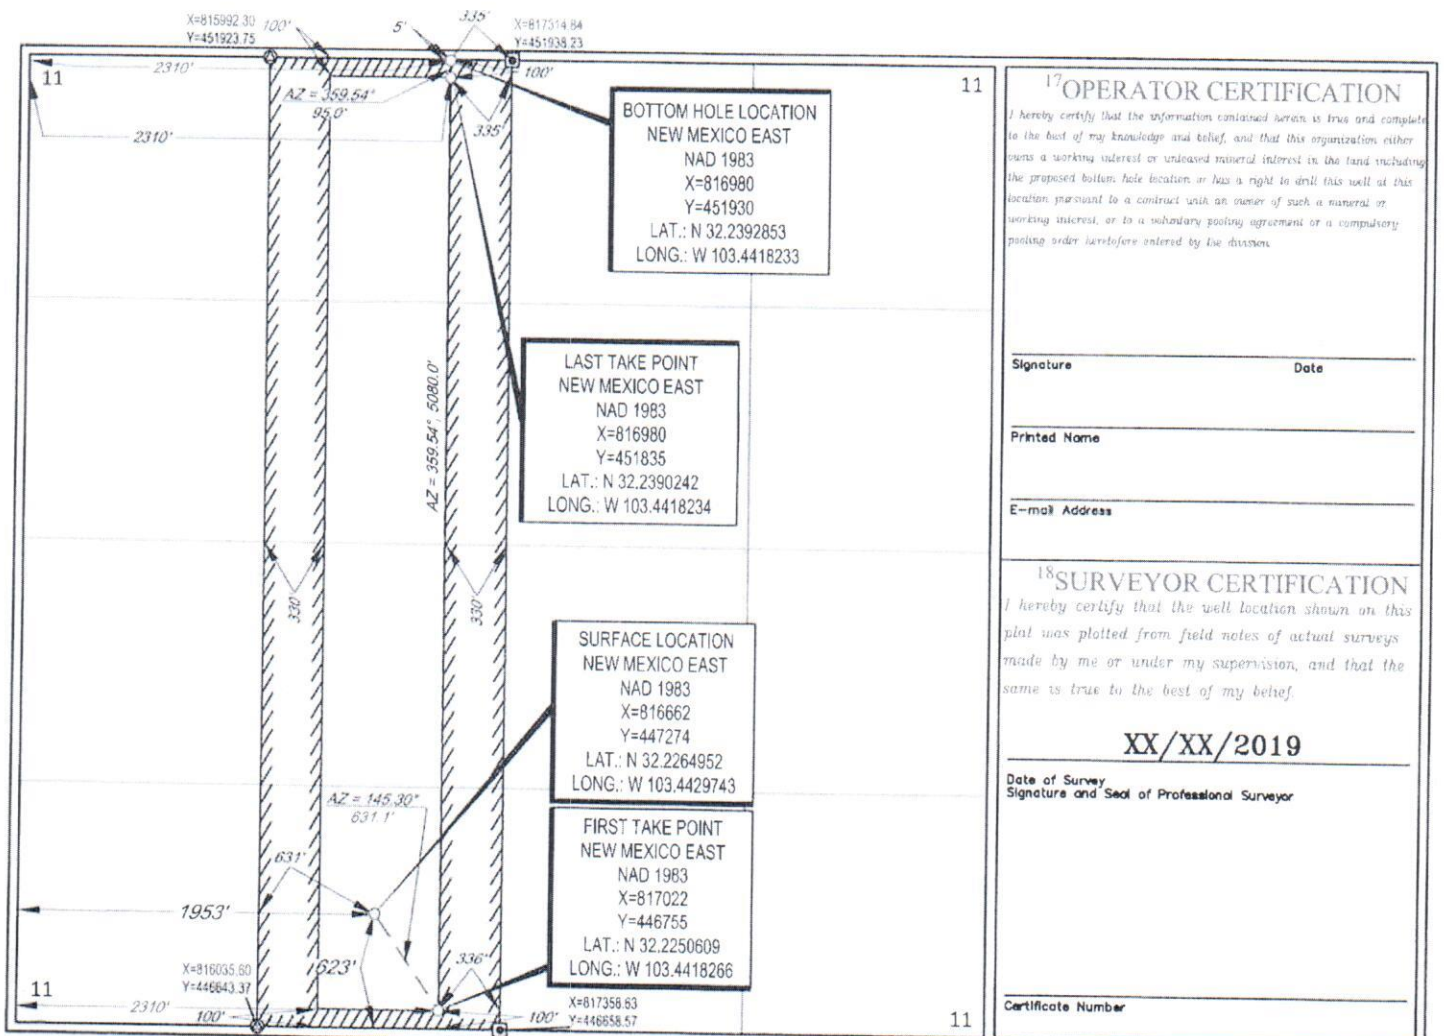 X=815992.30
Y=451923.75
100'
5'
335'
X=817314.84
Y=451938.23
11
2310'
100'
11
AZ = 359.54°
95.0'
2310'
335'
BOTTOM HOLE LOCATION
NEW MEXICO EAST
NAD 1983
X=816980
Y=451930
LAT.: N 32.2392853
LONG.: W 103.4418233
LAST TAKE POINT
NEW MEXICO EAST
NAD 1983
X=816980
Y=451835
LAT.: N 32.2390242
LONG.: W 103.4418234
AZ = 359.54°, 5080.0'
330'
330'
SURFACE LOCATION
NEW MEXICO EAST
NAD 1983
X=816662
Y=447274
LAT.: N 32.2264952
LONG.: W 103.4429743
AZ = 145.30°
631.1'
FIRST TAKE POINT
NEW MEXICO EAST
NAD 1983
X=817022
Y=446755
LAT.: N 32.2250609
LONG.: W 103.4418266
631'
1953'
623'
336'
X=816035.60
Y=446643.37
11
2310'
100'
100'
X=817358.63
Y=446658.57
11
17OPERATOR CERTIFICATION
I hereby certify that the information contained herein is true and complete
to the best of my knowledge and belief, and that this organization either
owns a working interest or unleased mineral interest in the land including
the proposed bottom hole location or has a right to drill this well at this
location pursuant to a contract with an owner of such a mineral or
working interest, or to a voluntary pooling agreement or a compulsory
pooling order heretofore entered by the division.
Signature Date
Printed Name
E-mail Address
18SURVEYOR CERTIFICATION
I hereby certify that the well location shown on this
plat was plotted from field notes of actual surveys
made by me or under my supervision, and that the
same is true to the best of my belief.
XX/XX/2019
Date of Survey
Signature and Seal of Professional Surveyor
Certificate Number